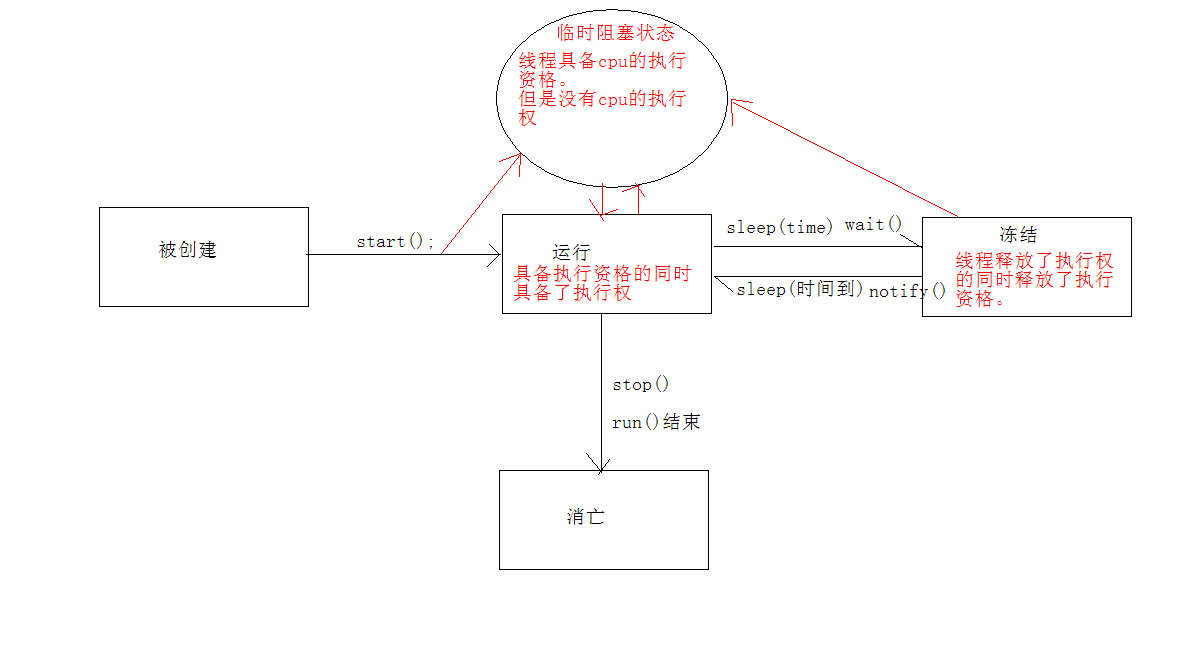 临时阻塞状态
线程具备cpu的执行
资格。
但是没有cpu的执行
权
被创建
start();
运行
具备执行资格的同时
具备了执行权
sleep(time) wait()
sleep(时间到) notify()
冻结
线程释放了执行权
的同时释放了执行
资格。
stop()
run()结束
消亡